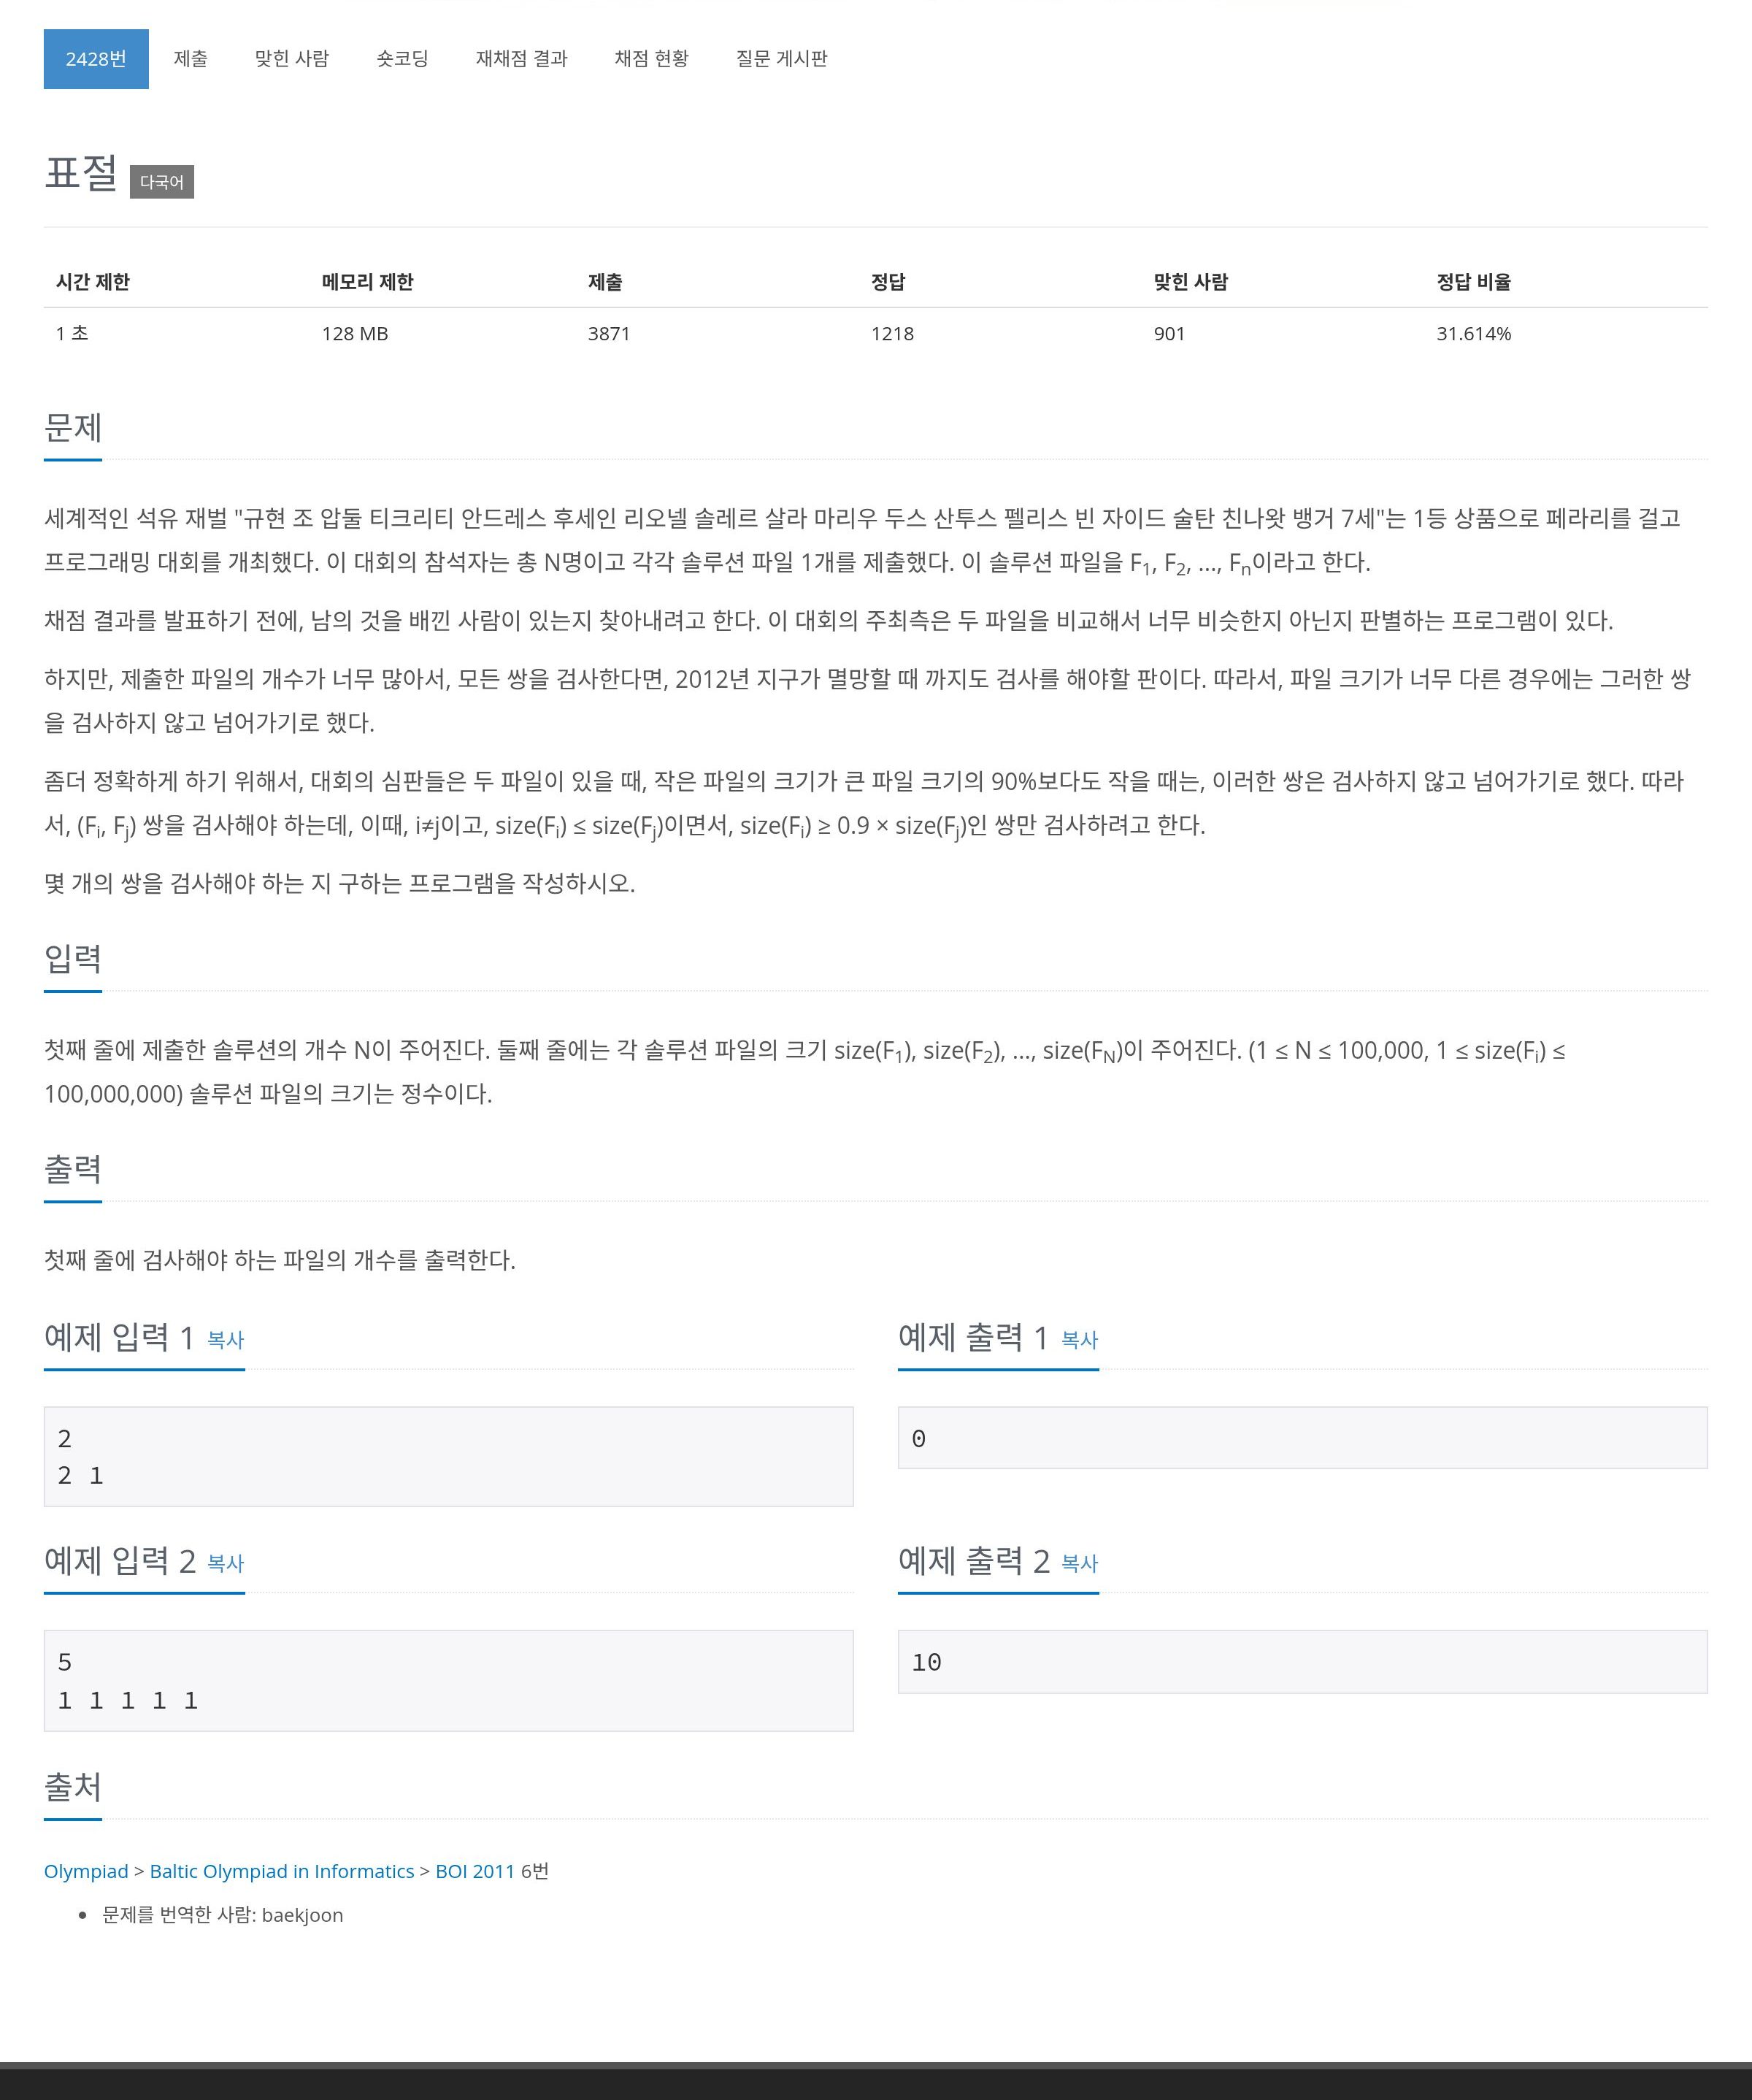 2428번 제출 맞힌 사람 숏코딩 재채점 결과 채점 현황 질문 게시판
표절 다국어
시간 제한 메모리 제한 제출 정답 맞힌 사람 정답 비율
1 초 128 MB 3871 1218 901 31.614%
문제
세계적인 석유 재벌 "규현 조 압둘 티크리티 안드레스 후세인 리오넬 솔레르 살라 마리우 두스 산투스 펠리스 빈 자이드 술탄 친나왓 뱅거 7세"는 1등 상품으로 페라리를 걸고
프로그래밍 대회를 개최했다. 이 대회의 참석자는 총 N명이고 각각 솔루션 파일 1개를 제출했다. 이 솔루션 파일을 F1, F2, ..., Fn이라고 한다.
채점 결과를 발표하기 전에, 남의 것을 배낀 사람이 있는지 찾아내려고 한다. 이 대회의 주최측은 두 파일을 비교해서 너무 비슷한지 아닌지 판별하는 프로그램이 있다.
하지만, 제출한 파일의 개수가 너무 많아서, 모든 쌍을 검사한다면, 2012년 지구가 멸망할 때 까지도 검사를 해야할 판이다. 따라서, 파일 크기가 너무 다른 경우에는 그러한 쌍
을 검사하지 않고 넘어가기로 했다.
좀더 정확하게 하기 위해서, 대회의 심판들은 두 파일이 있을 때, 작은 파일의 크기가 큰 파일 크기의 90%보다도 작을 때는, 이러한 쌍은 검사하지 않고 넘어가기로 했다. 따라
서, (Fi, Fj) 쌍을 검사해야 하는데, 이때, i≠j이고, size(Fi) ≤ size(Fj)이면서, size(Fi) ≥ 0.9 × size(Fj)인 쌍만 검사하려고 한다.
몇 개의 쌍을 검사해야 하는 지 구하는 프로그램을 작성하시오.
입력
첫째 줄에 제출한 솔루션의 개수 N이 주어진다. 둘째 줄에는 각 솔루션 파일의 크기 size(F1), size(F2), ..., size(FN)이 주어진다. (1 ≤ N ≤ 100,000, 1 ≤ size(Fi) ≤
100,000,000) 솔루션 파일의 크기는 정수이다.
출력
첫째 줄에 검사해야 하는 파일의 개수를 출력한다.
예제 입력 1 복사
2
2 1
예제 출력 1 복사
0
예제 입력 2 복사
5
1 1 1 1 1
예제 출력 2 복사
10
출처
Olympiad > Baltic Olympiad in Informatics > BOI 2011 6번
• 문제를 번역한 사람: baekjoon